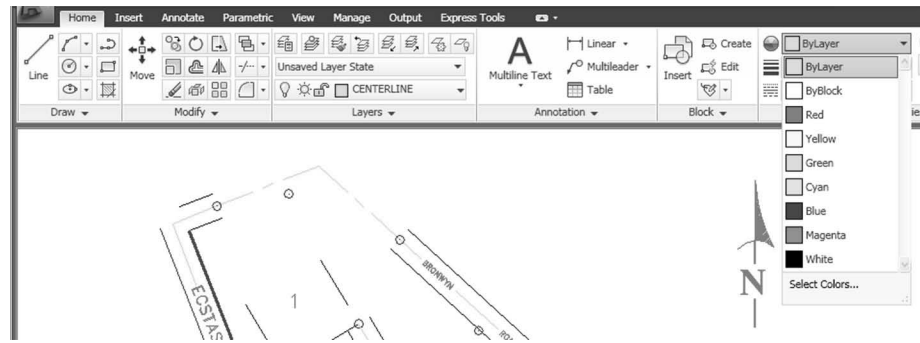 Home Insert Annotate Parametric View Manage Output Express Tools
Linear Create ByLayer
Multileader Edit ByLayer
Line Move Unsaved Layer State Multiline Text Table Insert ByBlock
CENTERLINE
Draw Modify Layers Annotation Block Red
Yellow
Green
Cyan
Blue
Magenta
White
Select Colors...
BRONWYN
ECSTAS
1
N